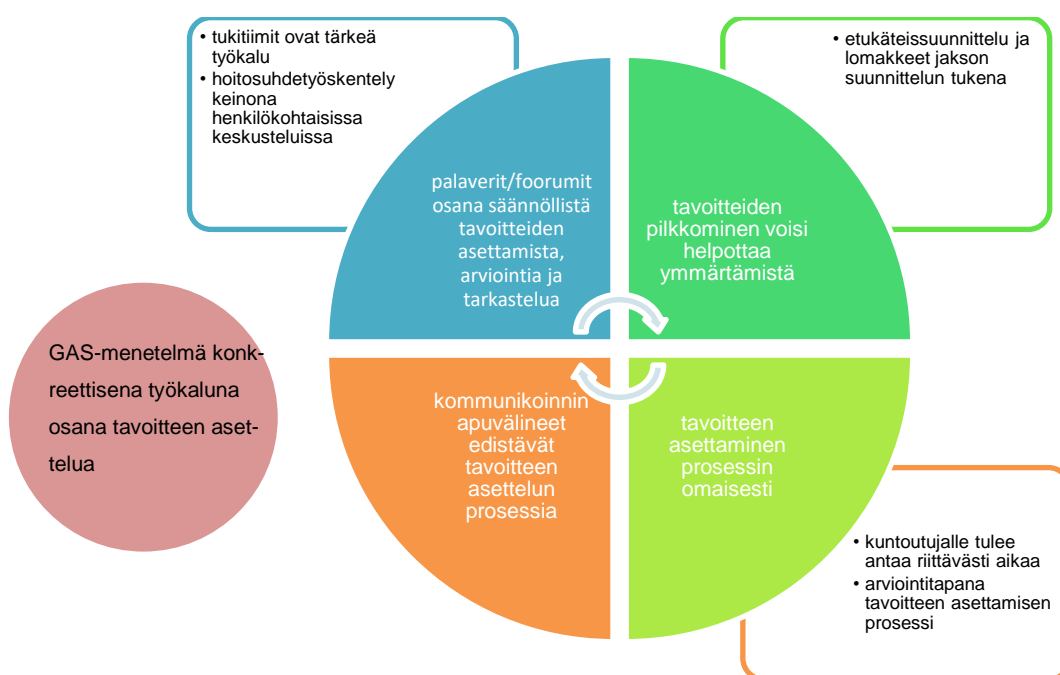 • tukitiimit ovat tärkeä
työkalu
• hoitosuhdetyöskentely
keinona
henkilökohtaisissa
keskusteluissa
• etukäteissuunnittelu ja
lomakkeet jakson
suunnittelun tukena
palaverit/foorumit
osana säännöllistä
tavoitteiden
asettamista,
arviointia ja
tarkastelua
tavoitteiden
pilkkominen voisi
helpottaa
ymmärtämistä
GAS-menetelmä konk-
reettisena työkaluna
osana tavoitteen aset-
telua
kommunikoinnin
apuvälineet
edistävät
tavoitteen
asettelun
prosessia
tavoitteen
asettaminen
prosessin
omaisesti
• kuntoutujalle tulee
antaa riittävästi aikaa
• arviointitapana
tavoitteen asettamisen
prosessi